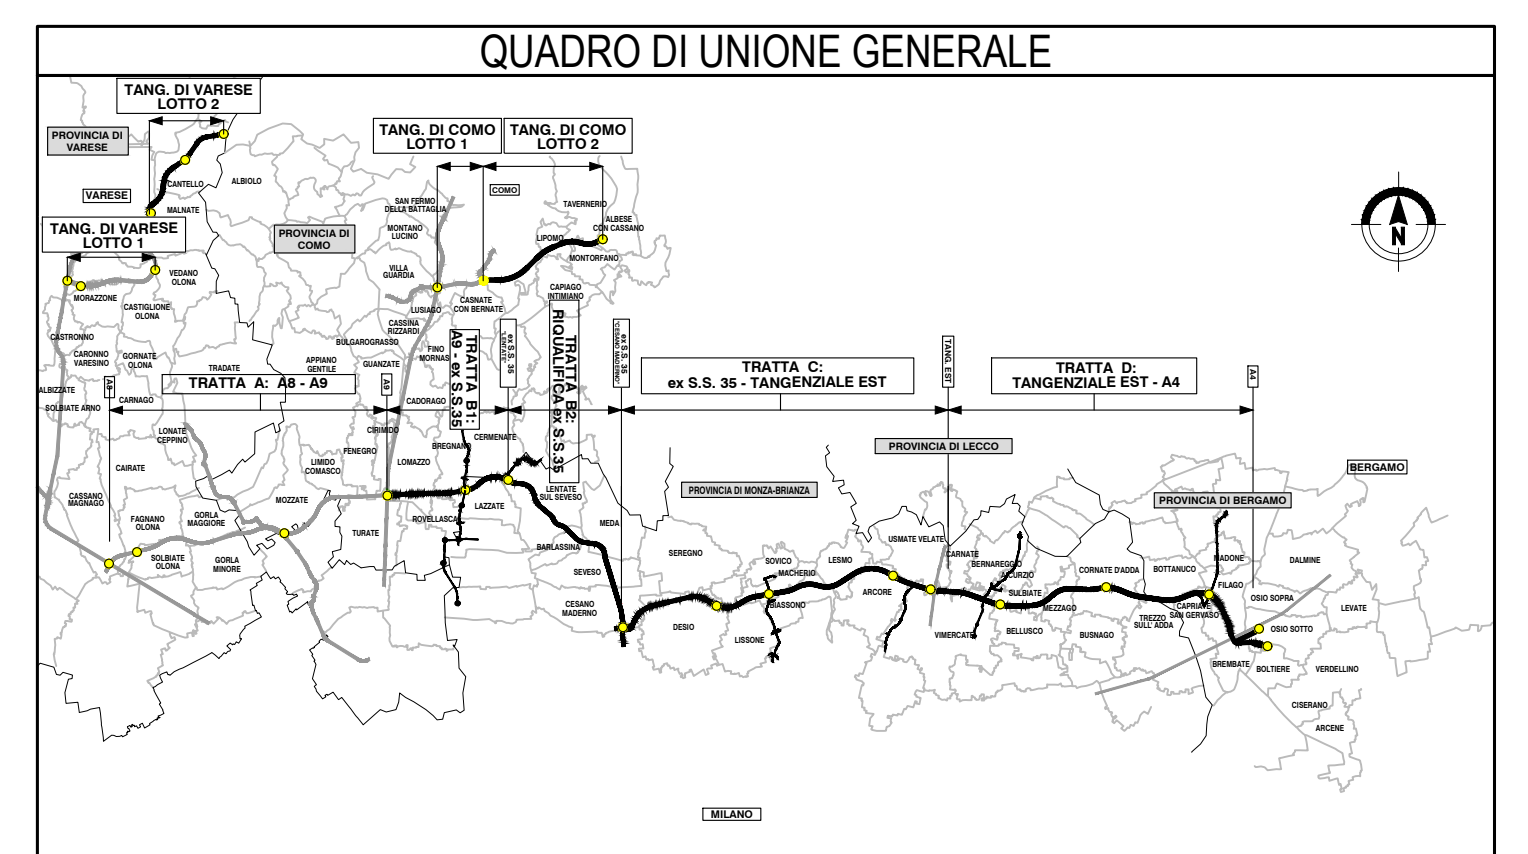 QUADRO DI UNIONE GENERALE
TANG. DI VARESE
LOTTO 2
PROVINCIA DI
VARESE
TANG. DI COMO
LOTTO 1
TANG. DI COMO
LOTTO 2
CANTELLO
ALBIOLO
VARESE
MALNATE
COMO
SAN FERMO
DELLA BATTAGLIA
TAVERNERIO
ALBESE
CON CASSANO
TANG. DI VARESE
LOTTO 1
PROVINCIA DI
COMO
MONTANO
LUCINO
LIPOMO
MONTORFANO
N
VEDANO
OLONA
VILLA
GUARDIA
MORAZZONE
CASTIGLIONE
OLONA
CAPIAGO
INTIMIANO
CASNATE
CON BERNATE
LUSIAGO
CASSINA
RIZZARDI
CASTRONNO
BULGAROGRASSO
FINO
MORNAS
CARONNO
VARESINO
GORNATE
OLONA
TRADATE
APPIANO
GENTILE
GUANZATE
TRATTA B1:
A9 - ex S.S.35
ex S.S. 35
"LENTATE"
TRATTA B2:
RIQUALIFICA ex S.S.35
ex S.S. 35
"CESANO MADERNO"
TRATTA C:
ex S.S. 35 - TANGENZIALE EST
TANG. EST
TRATTA D:
TANGENZIALE EST - A4
A4
ALBIZZATE
A8
TRATTA A: A8 - A9
A9
SOLBIATE ARNO
CARNAGO
CADORAGO
LONATE
CEPPINO
CIRIMIDO
CERMENATE
BREGNANO
FENEGRO
PROVINCIA DI LECCO
CAIRATE
LIMIDO
COMASCO
LOMAZZO
BERGAMO
CASSANO
MAGNAGO
MOZZATE
LENTATE
SUL SEVESO
PROVINCIA DI MONZA-BRIANZA
PROVINCIA DI BERGAMO
FAGNANO
OLONA
GORLA
MAGGIORE
ROVELLASCA
LAZZATE
MEDA
TURATE
USMATE VELATE
SOLBIATE
OLONA
GORLA
MINORE
BARLASSINA
SEREGNO
SOVICO
LESMO
CARNATE
BERNAREGGIO
MADONE
DALMINE
SEVESO
MACHERIO
AICURZIO
CORNATE D'ADDA
BOTTANUCO
FILAGO
ARCORE
SULBIATE
OSIO SOPRA
CESANO
MADERNO
BIASSONO
MEZZAGO
CAPRIATE
SAN GERVASO
LEVATE
TREZZO
SULL' ADDA
DESIO
LISSONE
VIMERCATE
BELLUSCO
BUSNAGO
OSIO SOTTO
BREMBATE
BOLTIERE
VERDELLINO
CISERANO
ARCENE
MILANO